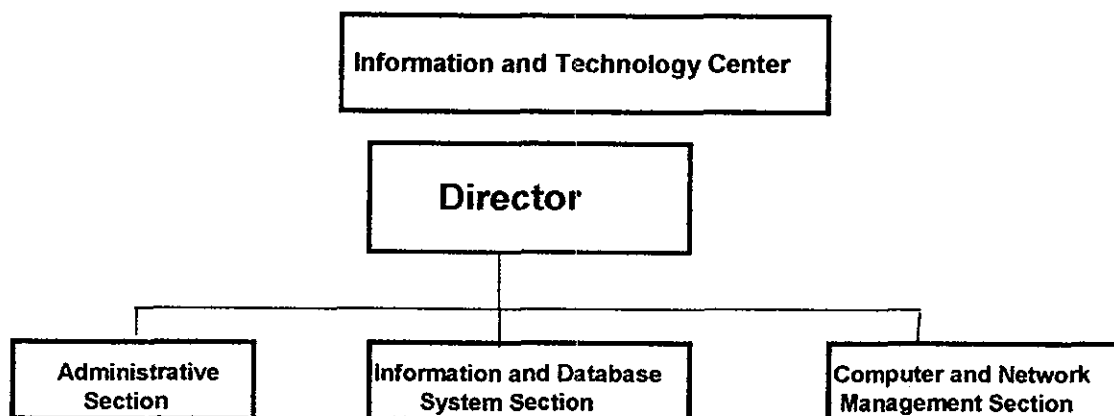 Information and Technology Center
Director
Administrative
Section
Information and Database
System Section
Computer and Network
Management Section